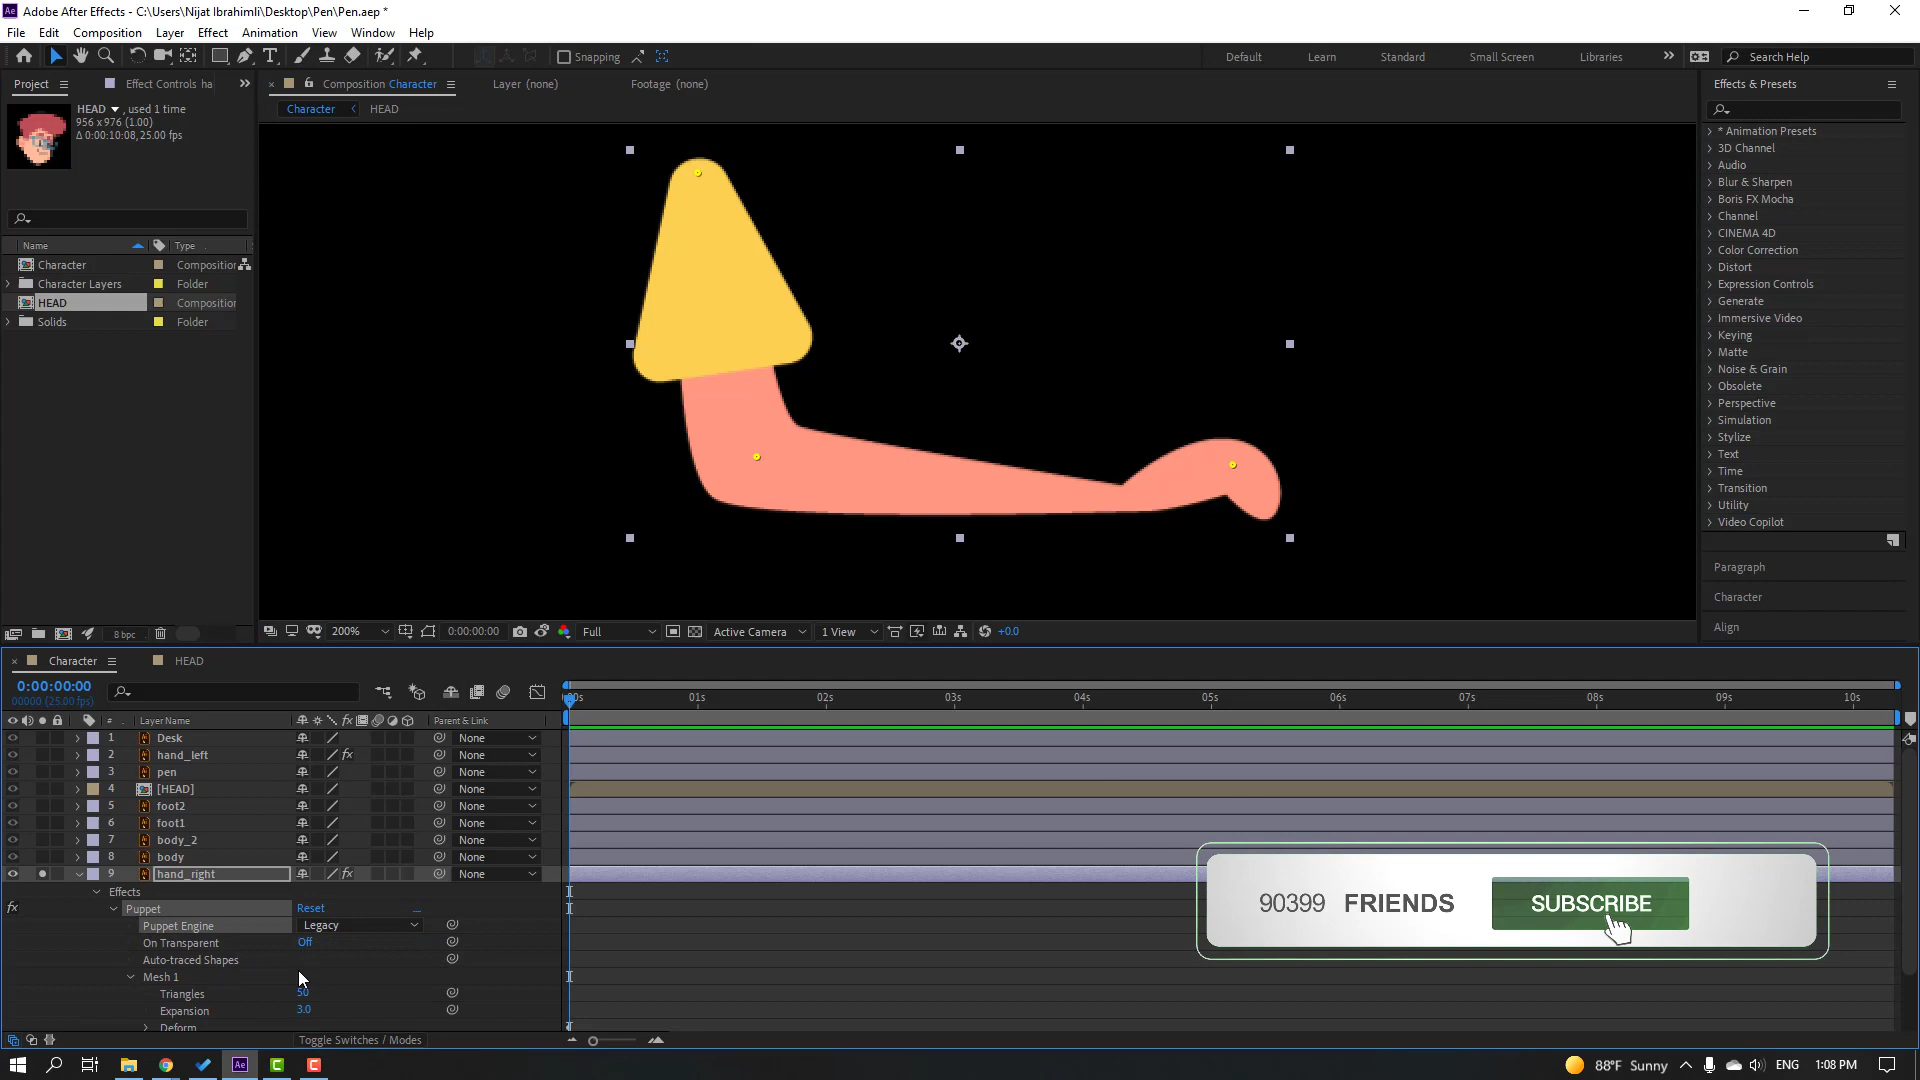 Adobe After Effects - C:\Users\Nijat Ibrahimli\Desktop\Pen\Pen.aep *
File Edit Composition Layer Effect Animation View Window Help
Snapping
Default Learn Standard Small Screen Libraries
Search Help
Project
Effect Controls ha
Composition Character
Layer (none)
Footage (none)
Effects & Presets
HEAD , used 1 time
956 x 976 (1.00)
Δ 0:00:10:08, 25.00 fps
Character HEAD
* Animation Presets
3D Channel
Audio
Blur & Sharpen
Boris FX Mocha
Channel
CINEMA 4D
Color Correction
Distort
Expression Controls
Generate
Immersive Video
Keying
Matte
Noise & Grain
Obsolete
Perspective
Simulation
Stylize
Text
Time
Transition
Utility
Video Copilot
Paragraph
Character
Align
Name Type
Character Composition
Character Layers Folder
HEAD Composition
Solids Folder
8 bpc
200% 0:00:00:00 Full Active Camera 1 View +0.0
Character HEAD
0:00:00:00
00000 (25.00 fps)
00s 01s 02s 03s 04s 05s 06s 07s 08s 09s 10s
# Layer Name fx Parent & Link
1 Desk None
2 hand_left fx None
3 pen None
4 [HEAD] None
5 foot2 None
6 foot1 None
7 body_2 None
8 body None
9 hand_right fx None
Effects
fx Puppet Reset
Puppet Engine Legacy
On Transparent Off
Auto-traced Shapes
Mesh 1
Triangles 50
Expansion 3.0
Deform
Toggle Switches / Modes
90399 FRIENDS SUBSCRIBE
Ae
88°F Sunny ENG 1:08 PM